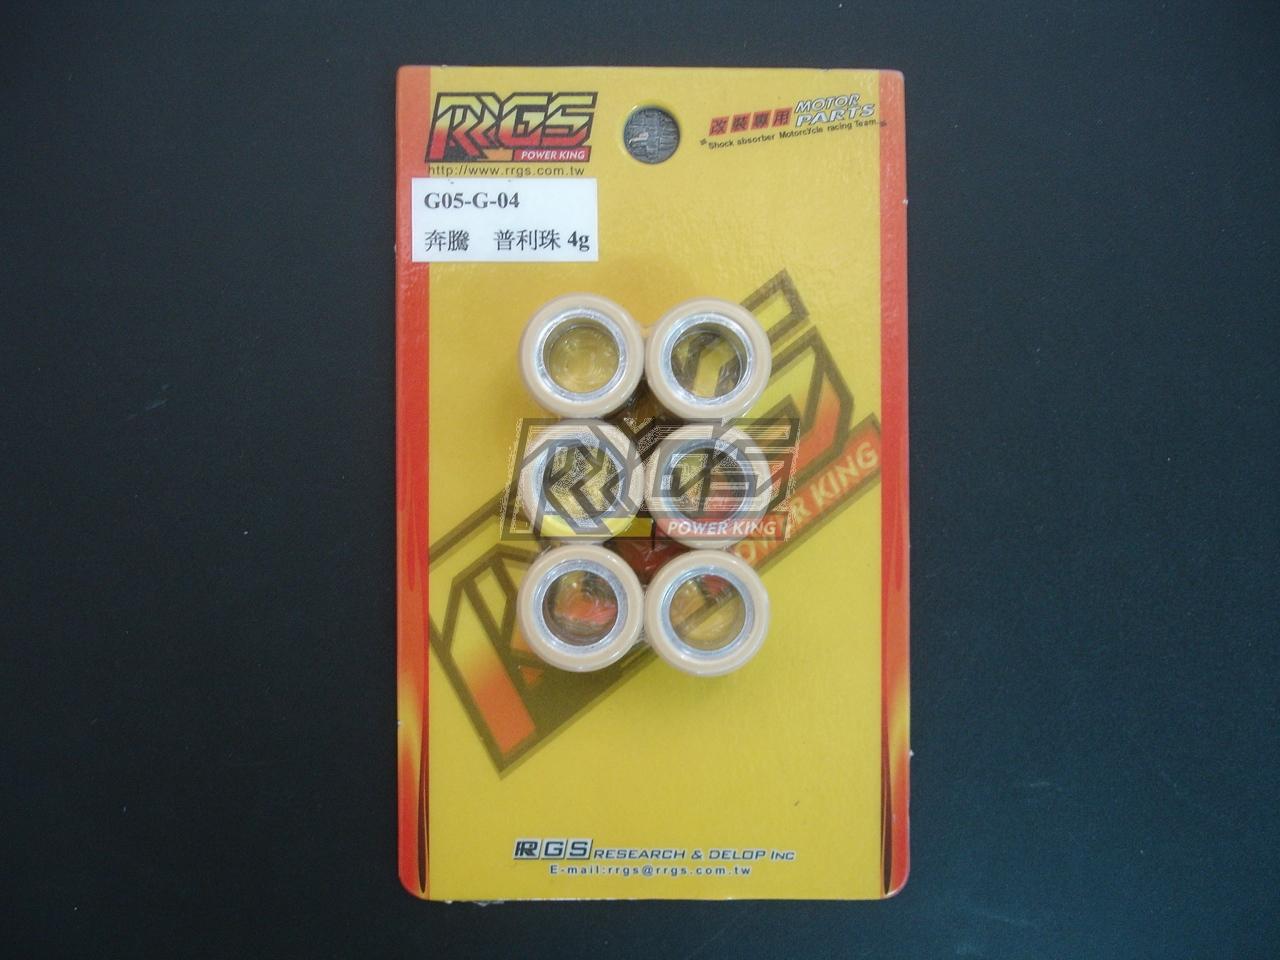 RRGS
POWER KING
http://www.rrgs.com.tw
改裝專用 MOTOR PARTS
Shock absorber Motorcycle racing Team
G05-G-04
奔騰 普利珠 4g
RRGS
POWER KING
POWER KING
RRGS RESEARCH & DELOP INC
E-mail:rrgs@rrgs.com.tw